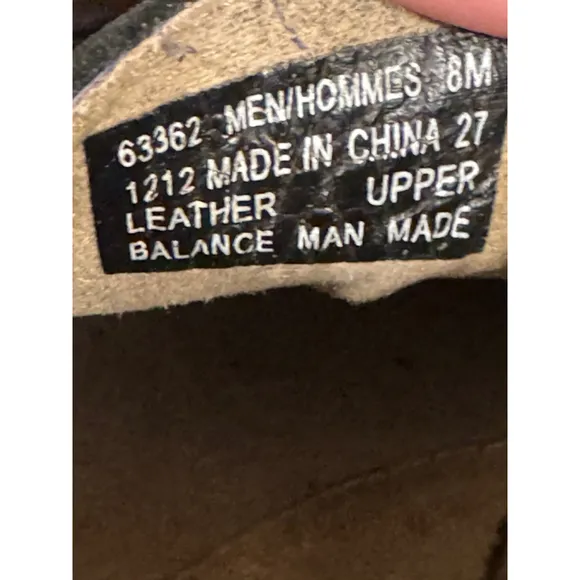 63362 MEN/HOMMES 8M
1212 MADE IN CHINA 27
LEATHER UPPER
BALANCE MAN MADE